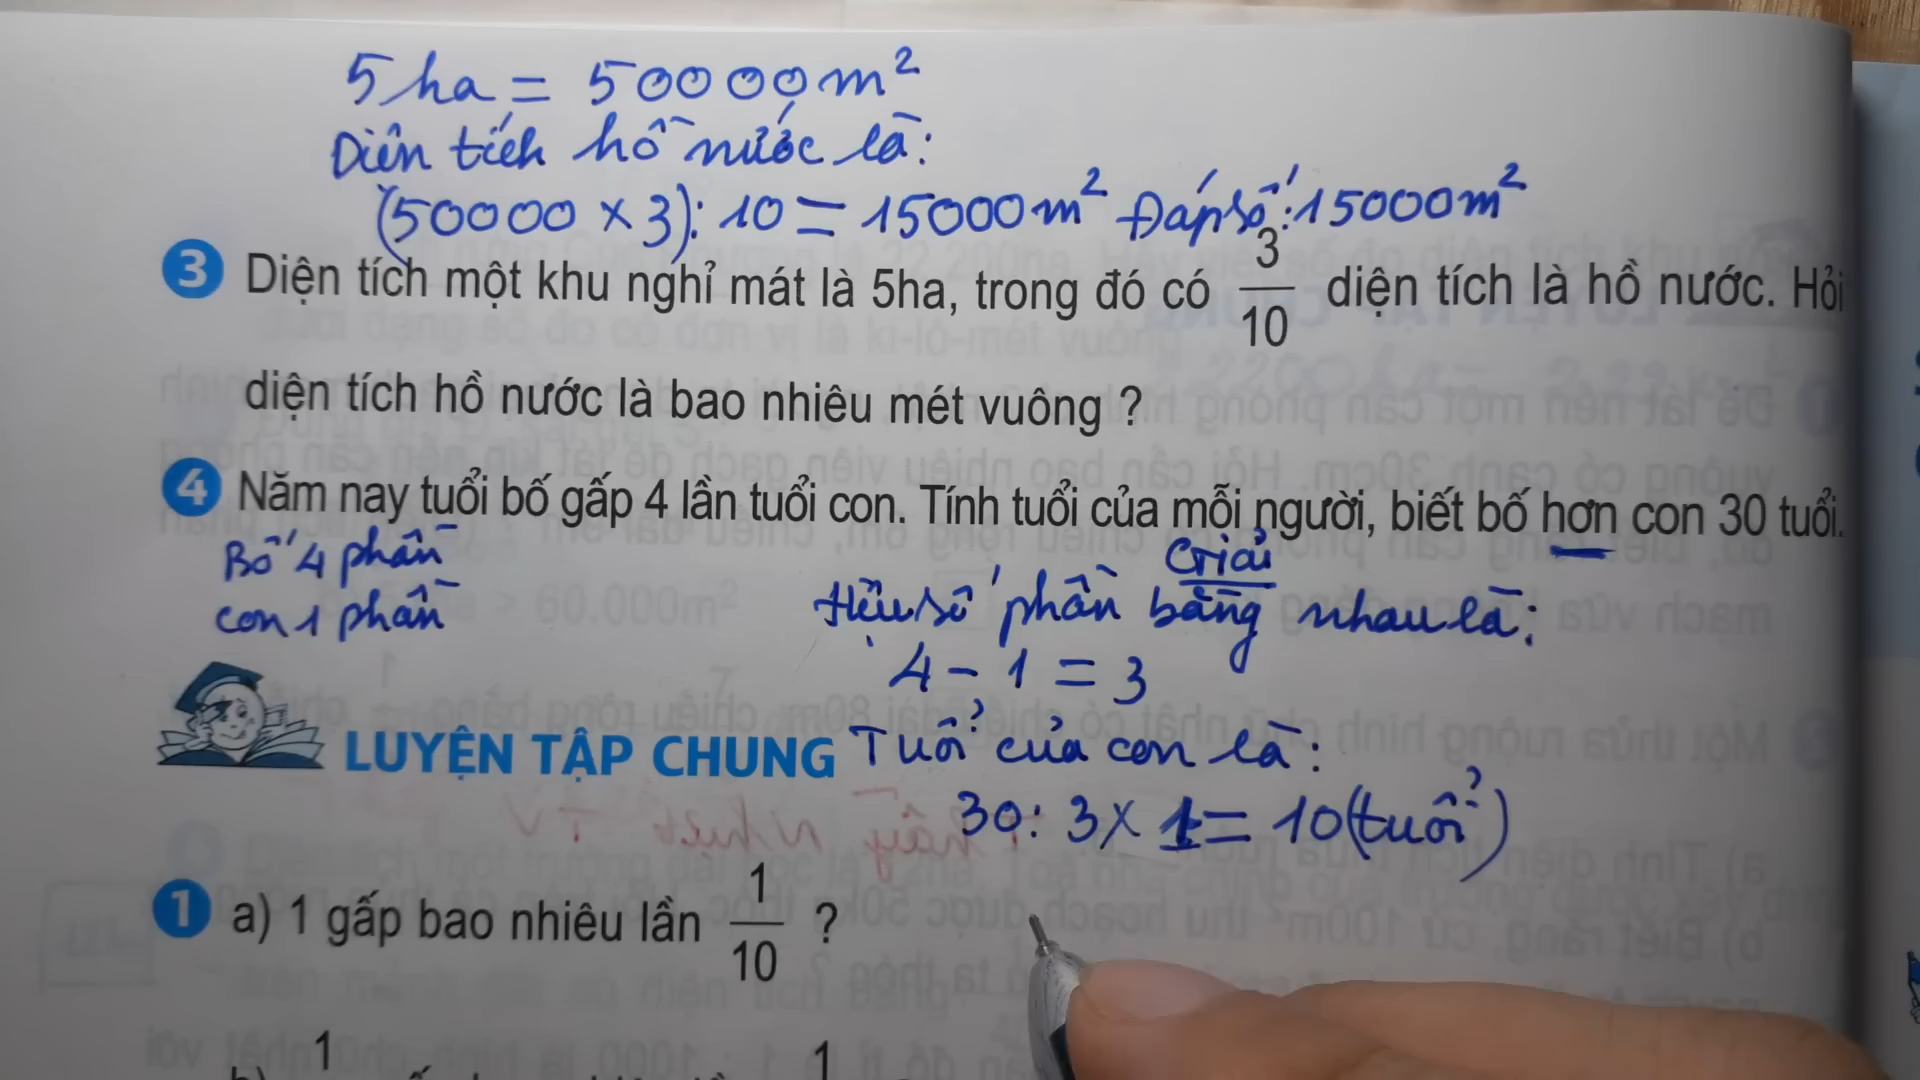 5ha = 50000m²
Diện tích hồ nước là:
(50000 x 3): 10 = 15000m² Đáp số: 15000m²
3 Diện tích một khu nghỉ mát là 5ha, trong đó có 3/10 diện tích là hồ nước. Hỏi
diện tích hồ nước là bao nhiêu mét vuông ?
4 Năm nay tuổi bố gấp 4 lần tuổi con. Tính tuổi của mỗi người, biết bố hơn con 30 tuổi.
Bố 4 phần
con 1 phần
Giải
Hiệu số phần bằng nhau là:
4 - 1 = 3
LUYỆN TẬP CHUNG
Tuổi của con là:
30: 3 x 1 = 10 (tuổi)
1 a) 1 gấp bao nhiêu lần 1/10 ?